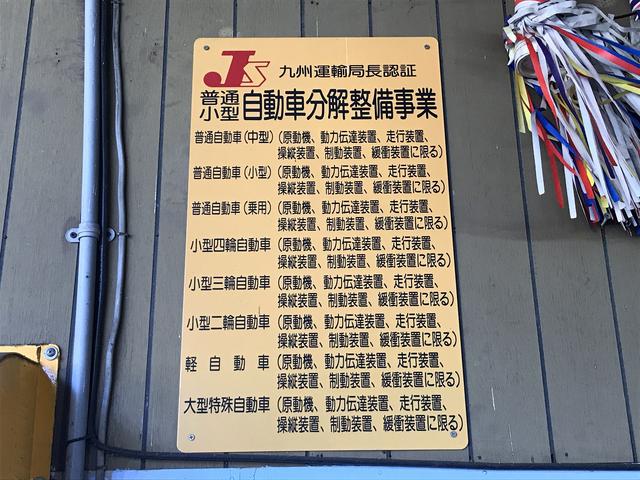 JS 九州運輸局長認証
普通
小型 自動車分解整備事業
普通自動車(中型)(原動機、動力伝達装置、走行装置、
操縦装置、制動装置、緩衝装置に限る)
普通自動車(小型)(原動機、動力伝達装置、走行装置、
操縦装置、制動装置、緩衝装置に限る)
普通自動車(乗用)(原動機、動力伝達装置、走行装置、
操縦装置、制動装置、緩衝装置に限る)
小型四輪自動車(原動機、動力伝達装置、走行装置、
操縦装置、制動装置、緩衝装置に限る)
小型三輪自動車(原動機、動力伝達装置、走行装置、
操縦装置、制動装置、緩衝装置に限る)
小型二輪自動車(原動機、動力伝達装置、走行装置、
操縦装置、制動装置、緩衝装置に限る)
軽自動車(原動機、動力伝達装置、走行装置、
操縦装置、制動装置、緩衝装置に限る)
大型特殊自動車(原動機、動力伝達装置、走行装置、
操縦装置、制動装置、緩衝装置に限る)